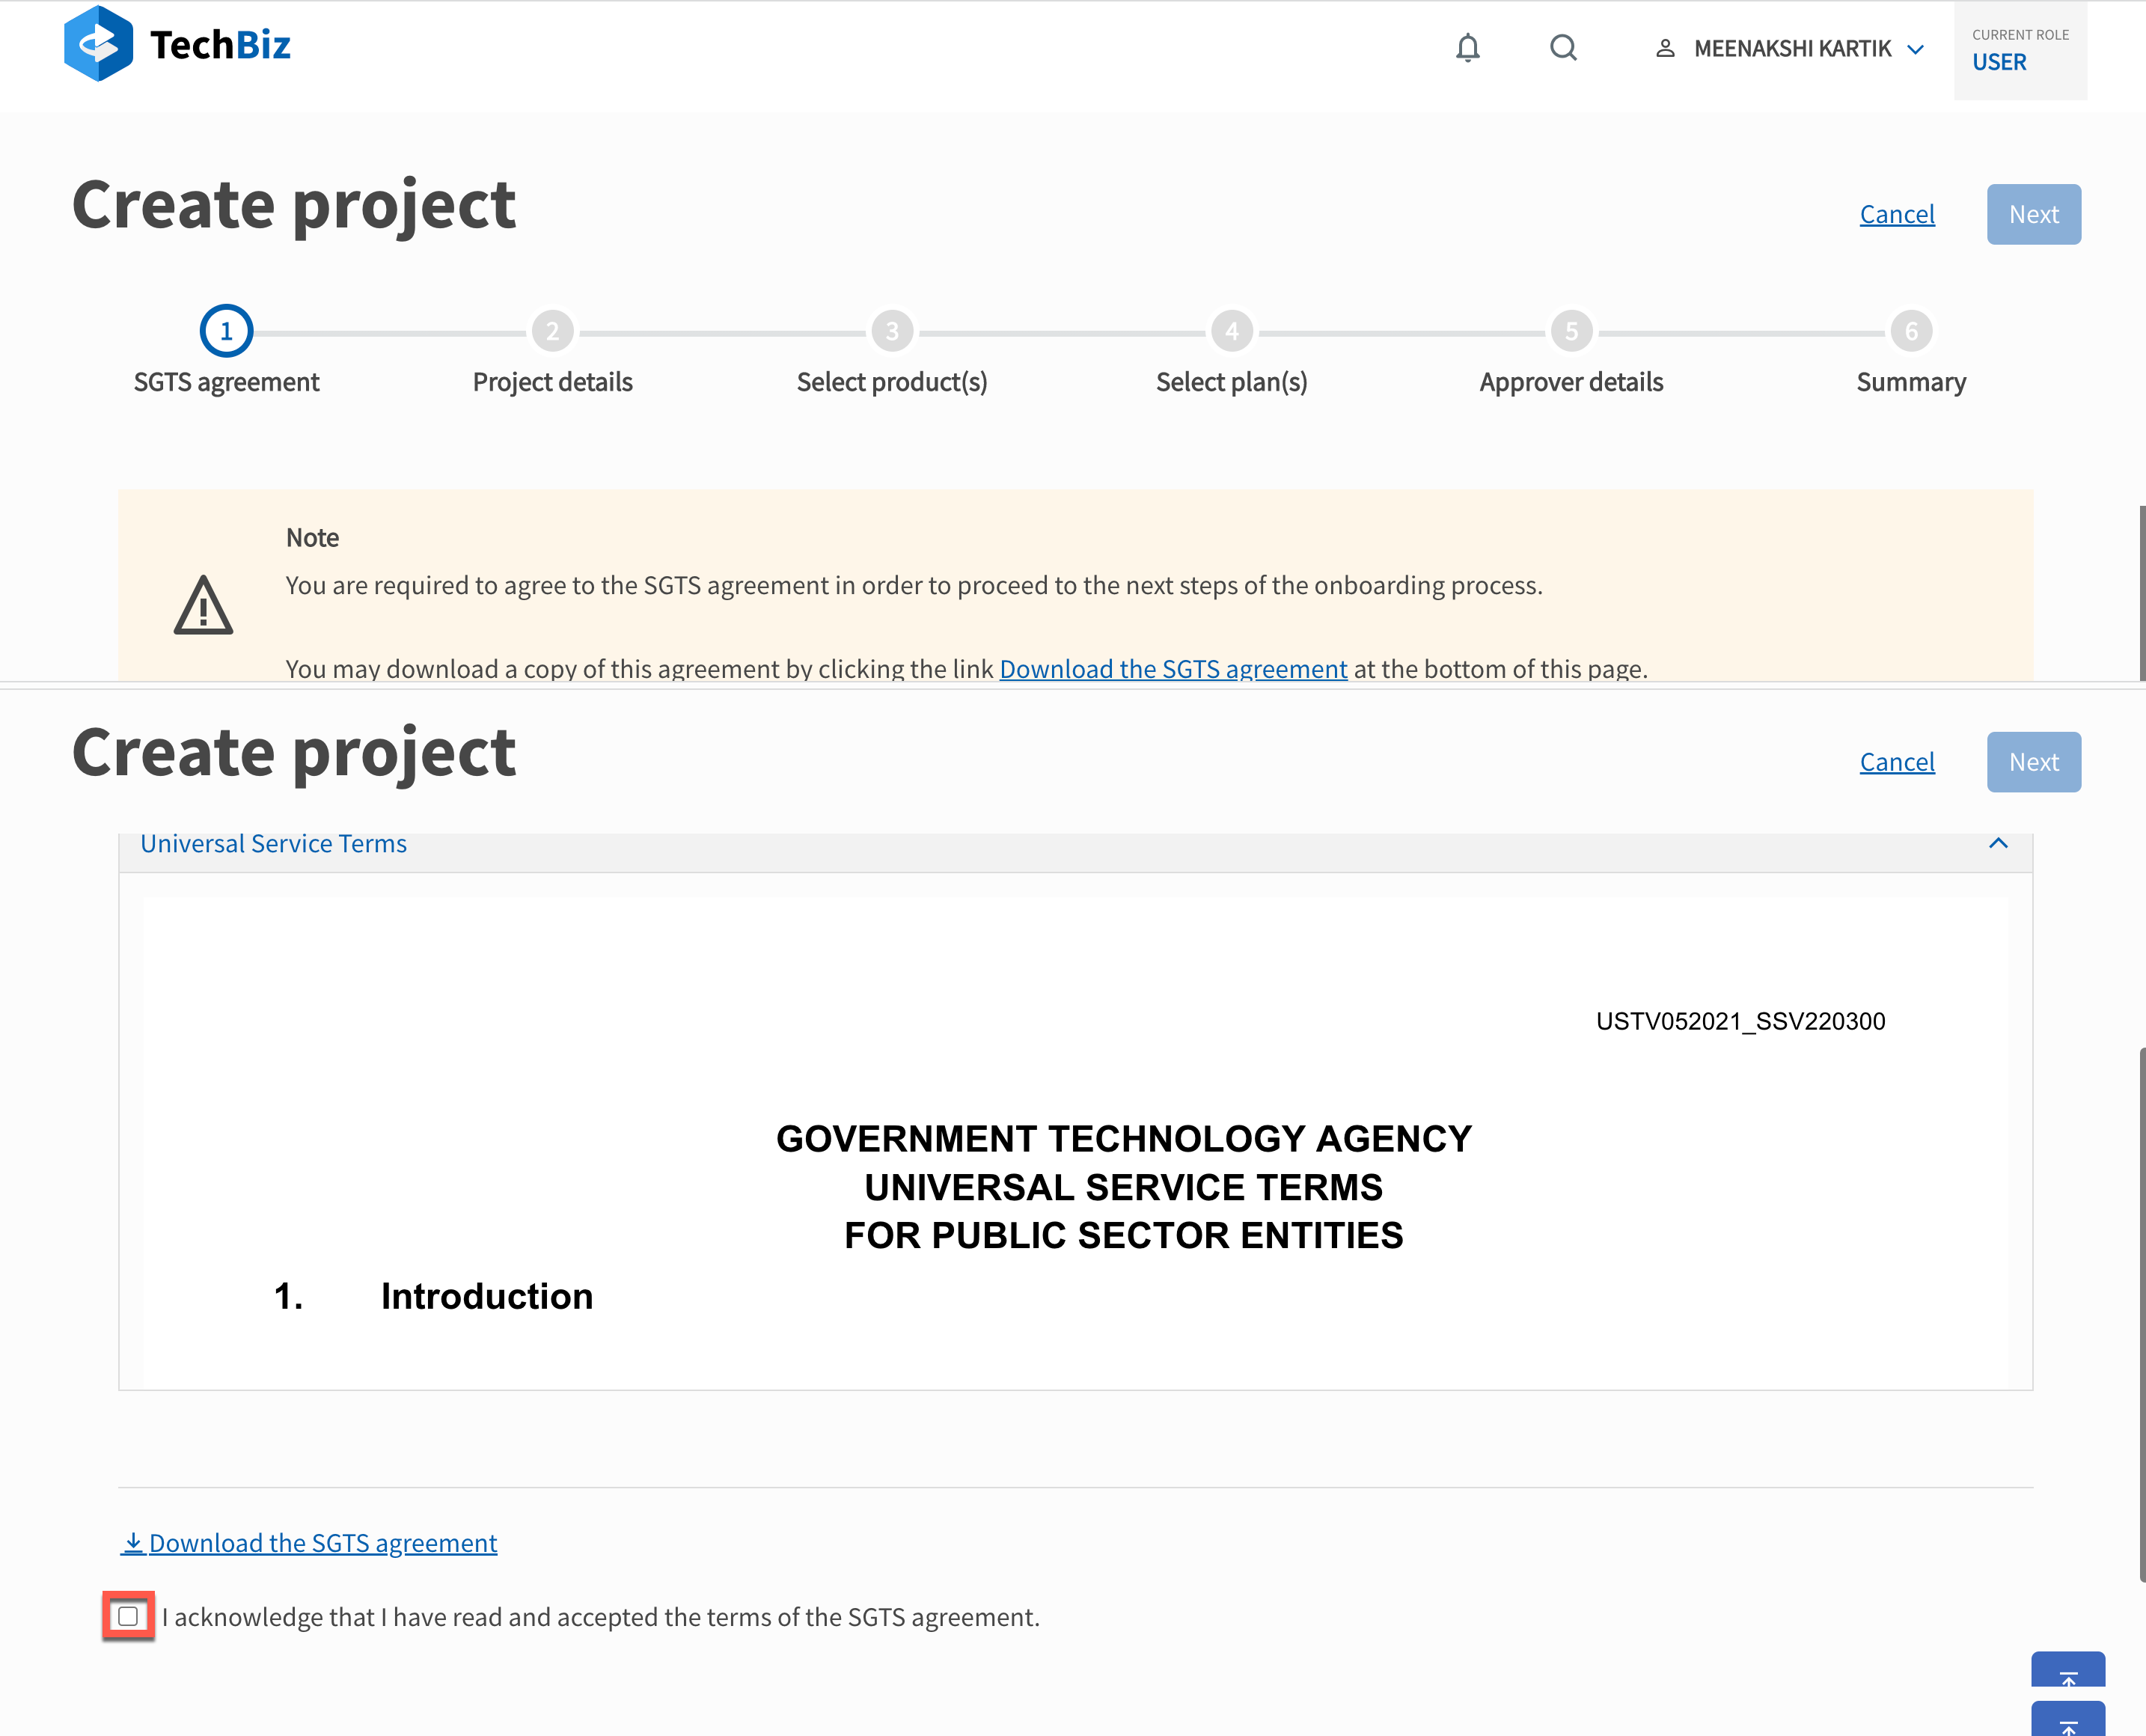 TechBiz
MEENAKSHI KARTIK
CURRENT ROLE
USER
Create project
Cancel
Next
1
2
3
4
5
6
SGTS agreement
Project details
Select product(s)
Select plan(s)
Approver details
Summary
Note
You are required to agree to the SGTS agreement in order to proceed to the next steps of the onboarding process.
You may download a copy of this agreement by clicking the link Download the SGTS agreement at the bottom of this page.
Create project
Cancel
Next
Universal Service Terms
USTV052021_SSV220300
GOVERNMENT TECHNOLOGY AGENCY
UNIVERSAL SERVICE TERMS
FOR PUBLIC SECTOR ENTITIES
1. Introduction
Download the SGTS agreement
I acknowledge that I have read and accepted the terms of the SGTS agreement.